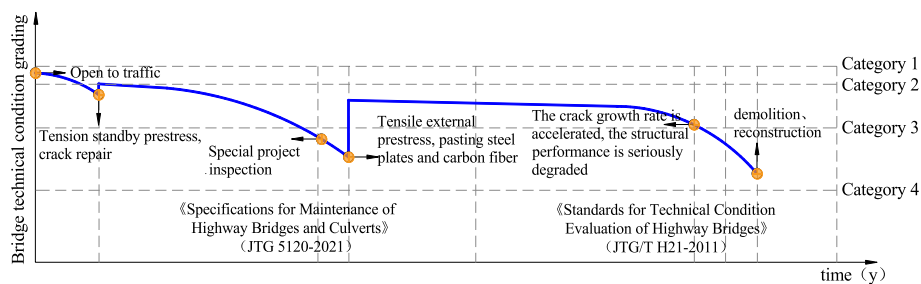 Bridge technical condition grading
Open to traffic
Tension standby prestress,
crack repair
Special project
inspection
Tensile external
prestress, pasting steel
plates and carbon fiber
The crack growth rate is
accelerated, the structural
performance is seriously
degraded
demolition、
reconstruction
Category 1
Category 2
Category 3
Category 4
《Specifications for Maintenance of
Highway Bridges and Culverts》
（JTG 5120-2021）
《Standards for Technical Condition
Evaluation of Highway Bridges》
（JTG/T H21-2011）
time（y）